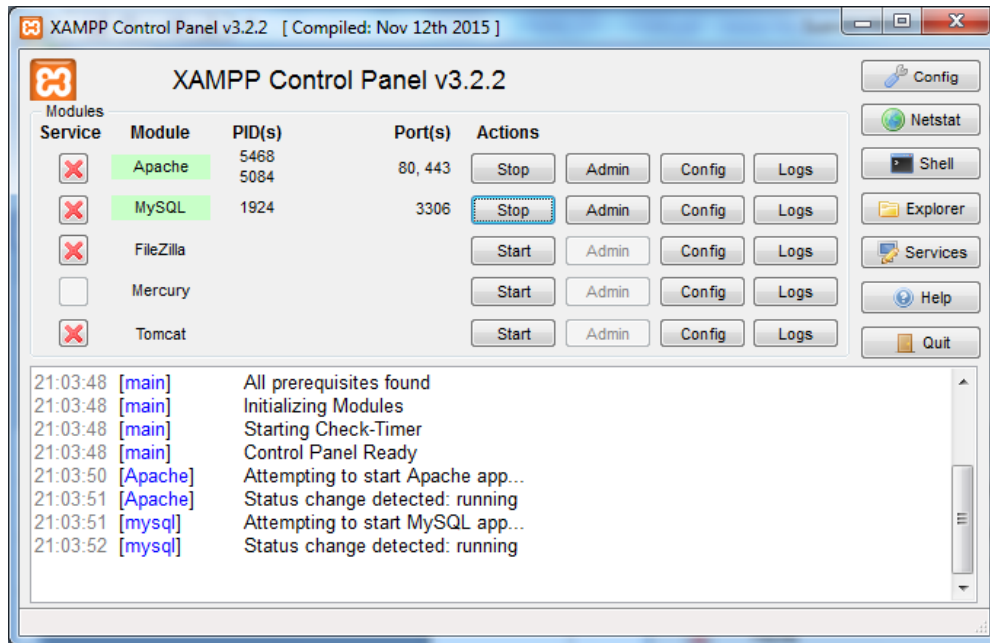 XAMPP Control Panel v3.2.2 [ Compiled: Nov 12th 2015 ]
XAMPP Control Panel v3.2.2
Config
Modules
Service Module PID(s) Port(s) Actions
Netstat
Apache 5468 5084 80, 443 Stop Admin Config Logs
Shell
MySQL 1924 3306 Stop Admin Config Logs
Explorer
FileZilla Start Admin Config Logs
Services
Mercury Start Admin Config Logs
Help
Tomcat Start Admin Config Logs
Quit
21:03:48 [main] All prerequisites found
21:03:48 [main] Initializing Modules
21:03:48 [main] Starting Check-Timer
21:03:48 [main] Control Panel Ready
21:03:50 [Apache] Attempting to start Apache app...
21:03:51 [Apache] Status change detected: running
21:03:51 [mysql] Attempting to start MySQL app...
21:03:52 [mysql] Status change detected: running